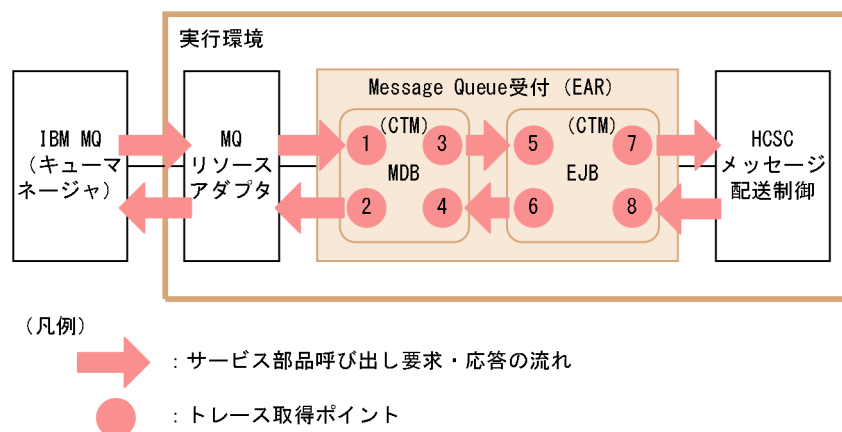 実行環境
IBM MQ
（キューマ
ネージャ）
MQ
リソース
アダプタ
Message Queue受付（EAR）
(CTM)
1
3
MDB
2
4
(CTM)
5
7
EJB
6
8
HCSC
メッセージ
配送制御
（凡例）
：サービス部品呼び出し要求・応答の流れ
：トレース取得ポイント